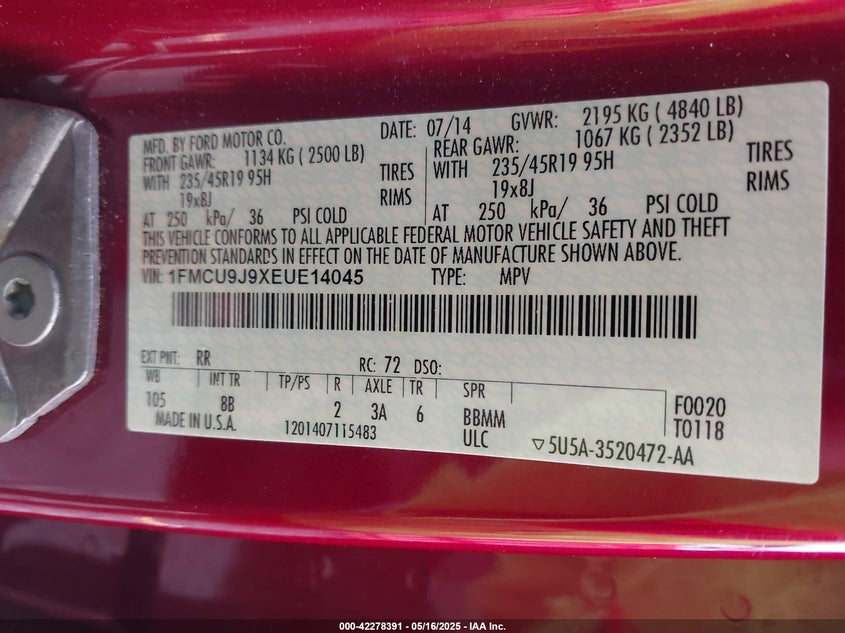 MFD. BY FORD MOTOR CO.
DATE: 07/14 GVWR: 2195 KG ( 4840 LB)
FRONT GAWR: 1134 KG ( 2500 LB)
WITH 235/45R19 95H TIRES
19x8J RIMS
AT 250 kPa/ 36 PSI COLD
REAR GAWR: 1067 KG ( 2352 LB)
WITH 235/45R19 95H TIRES
19x8J RIMS
AT 250 kPa/ 36 PSI COLD
THIS VEHICLE CONFORMS TO ALL APPLICABLE FEDERAL MOTOR VEHICLE SAFETY AND THEFT
PREVENTION STANDARDS IN EFFECT ON THE DATE OF MANUFACTURE SHOWN ABOVE.
VIN: 1FMCU9J9XEUE14045 TYPE: MPV
EXT PNT: RR RC: 72 DSO:
WB INT TR TP/PS R AXLE TR SPR
105 8B 2 3A 6 BBMM
ULC
F0020
T0118
MADE IN U.S.A. 1201407115483
▽5U5A-3520472-AA
000-42278391 - 05/16/2025 - IAA Inc.